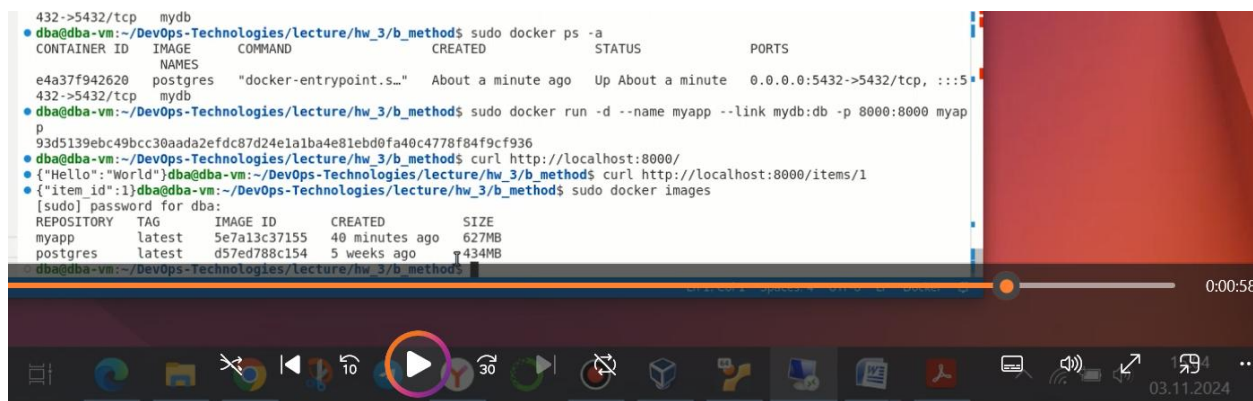 432->5432/tcp mydb
dba@dba-vm:~/DevOps-Technologies/lecture/hw_3/b_method$ sudo docker ps -a
CONTAINER ID IMAGE COMMAND CREATED STATUS PORTS
NAMES
e4a37f942620 postgres "docker-entrypoint.s…" About a minute ago Up About a minute 0.0.0.0:5432->5432/tcp, :::5
432->5432/tcp mydb
dba@dba-vm:~/DevOps-Technologies/lecture/hw_3/b_method$ sudo docker run -d --name myapp --link mydb:db -p 8000:8000 myap
p
93d5139ebc49bcc30aada2efdc87d24e1a1ba4e81ebd0fa40c4778f84f9cf936
dba@dba-vm:~/DevOps-Technologies/lecture/hw_3/b_method$ curl http://localhost:8000/
{"Hello":"World"}dba@dba-vm:~/DevOps-Technologies/lecture/hw_3/b_method$ curl http://localhost:8000/items/1
{"item_id":1}dba@dba-vm:~/DevOps-Technologies/lecture/hw_3/b_method$ sudo docker images
[sudo] password for dba:
REPOSITORY TAG IMAGE ID CREATED SIZE
myapp latest 5e7a13c37155 40 minutes ago 627MB
postgres latest d57ed788c154 5 weeks ago 434MB
dba@dba-vm:~/DevOps-Technologies/lecture/hw_3/b_method$
0:00:58
10
30
03.11.2024